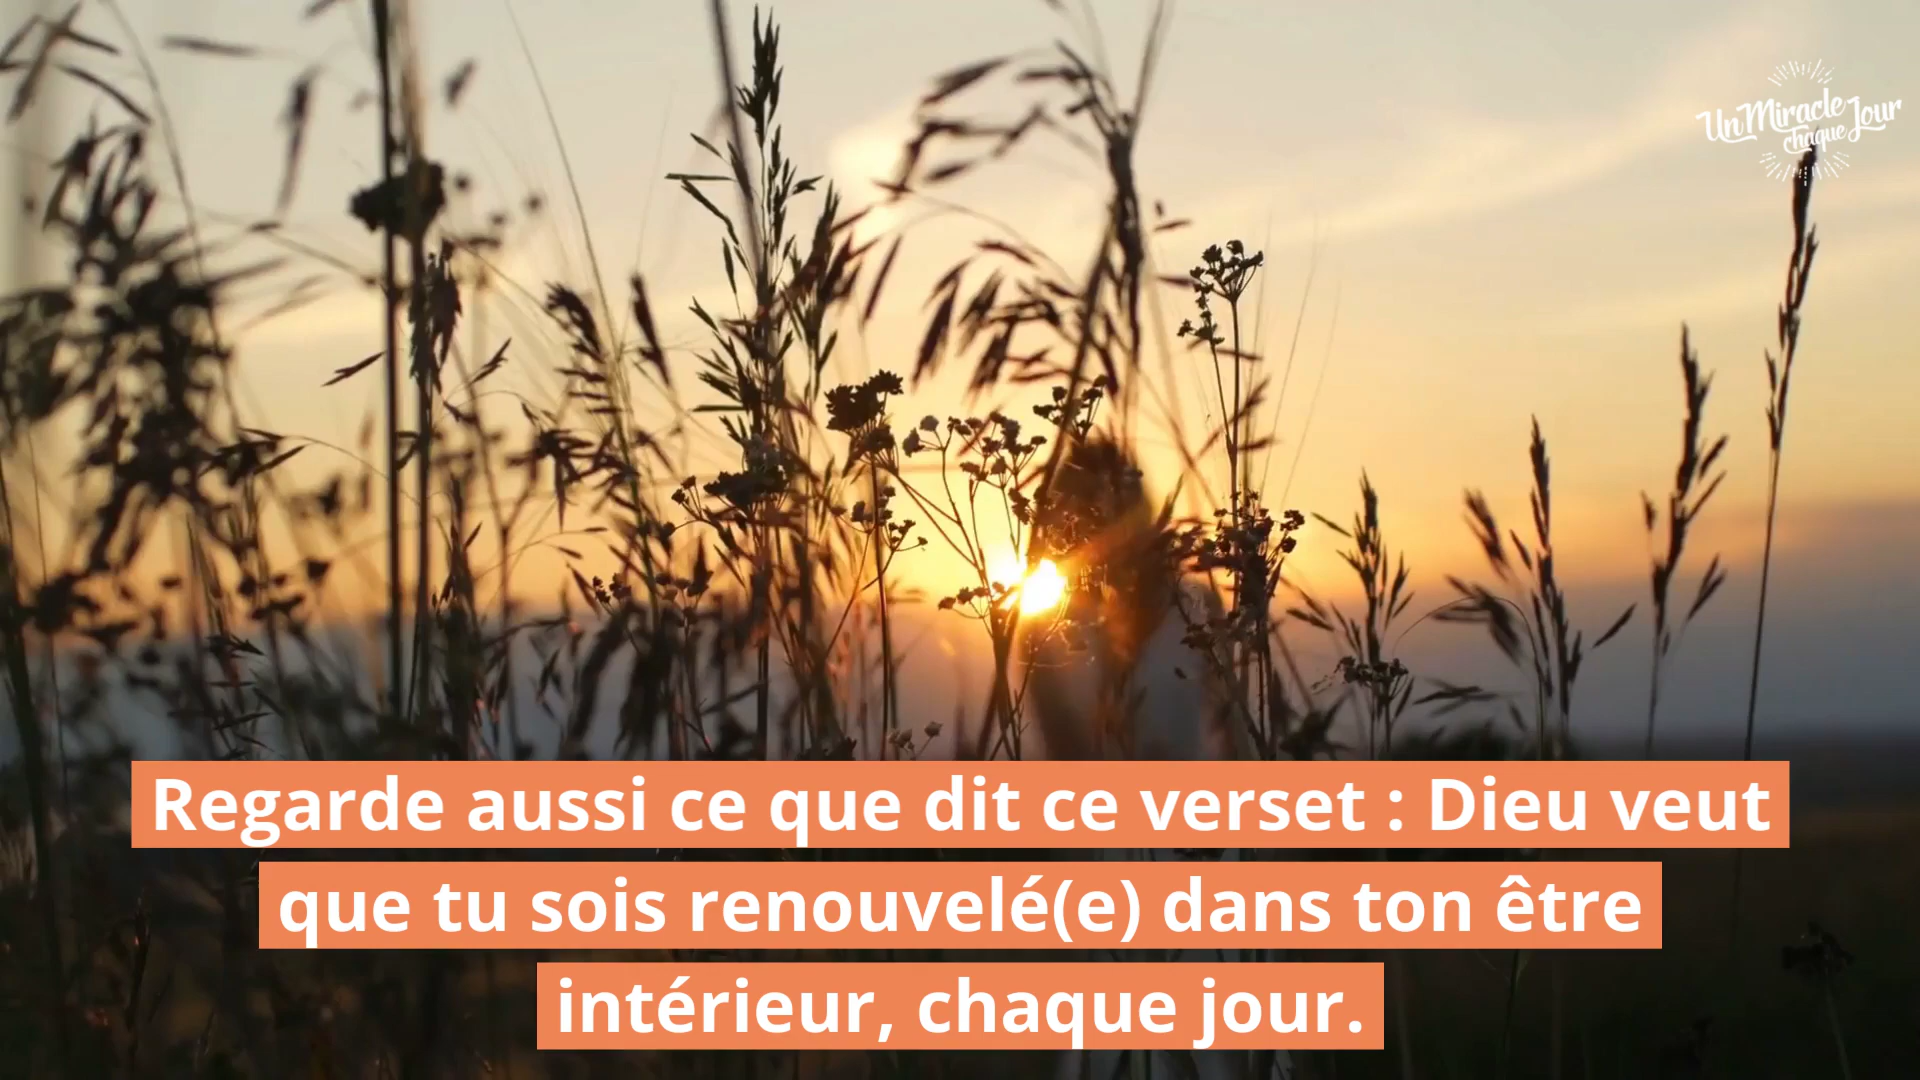 Un Miracle
chaque Jour
Regarde aussi ce que dit ce verset : Dieu veut
que tu sois renouvelé(e) dans ton être
intérieur, chaque jour.